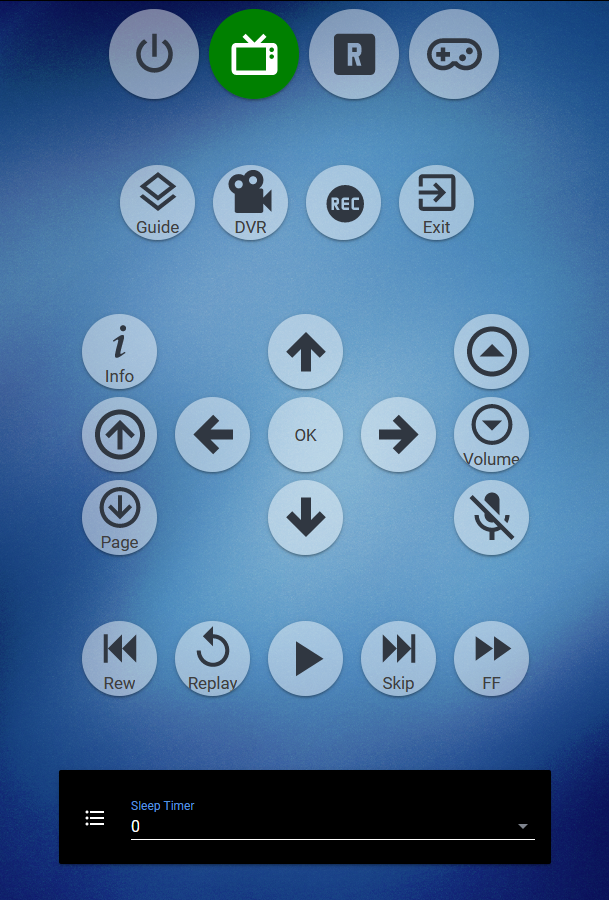 R
Guide
DVR
REC
Exit
i
Info
OK
Volume
Page
Rew
Replay
Skip
FF
Sleep Timer
0